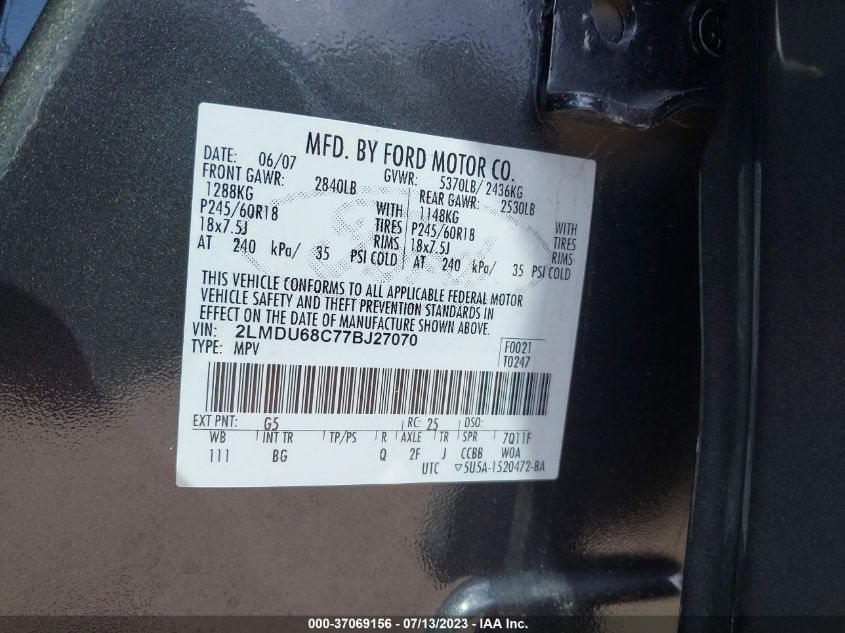 MFD. BY FORD MOTOR CO.
DATE: 06/07 GVWR: 5370LB/ 2436KG
FRONT GAWR: 2840LB REAR GAWR: 2530LB
1288KG WITH 1148KG WITH
P245/60R18 TIRES P245/60R18 TIRES
18x7.5J RIMS 18x7.5J RIMS
AT 240 kPa/ 35 PSI COLD AT 240 kPa/ 35 PSI COLD
THIS VEHICLE CONFORMS TO ALL APPLICABLE FEDERAL MOTOR
VEHICLE SAFETY AND THEFT PREVENTION STANDARDS IN
EFFECT ON THE DATE OF MANUFACTURE SHOWN ABOVE.
VIN: 2LMDU68C77BJ27070 F0021
TYPE: MPV T0247
EXT PNT: G5 RC: 25 DSO:
WB INT TR TP/PS R AXLE TR SPR 7Q11F
111 BG Q 2F J CCBB WOA
UTC ▽5U5A-1520472-BA
000-37069156 - 07/13/2023 - IAA Inc.